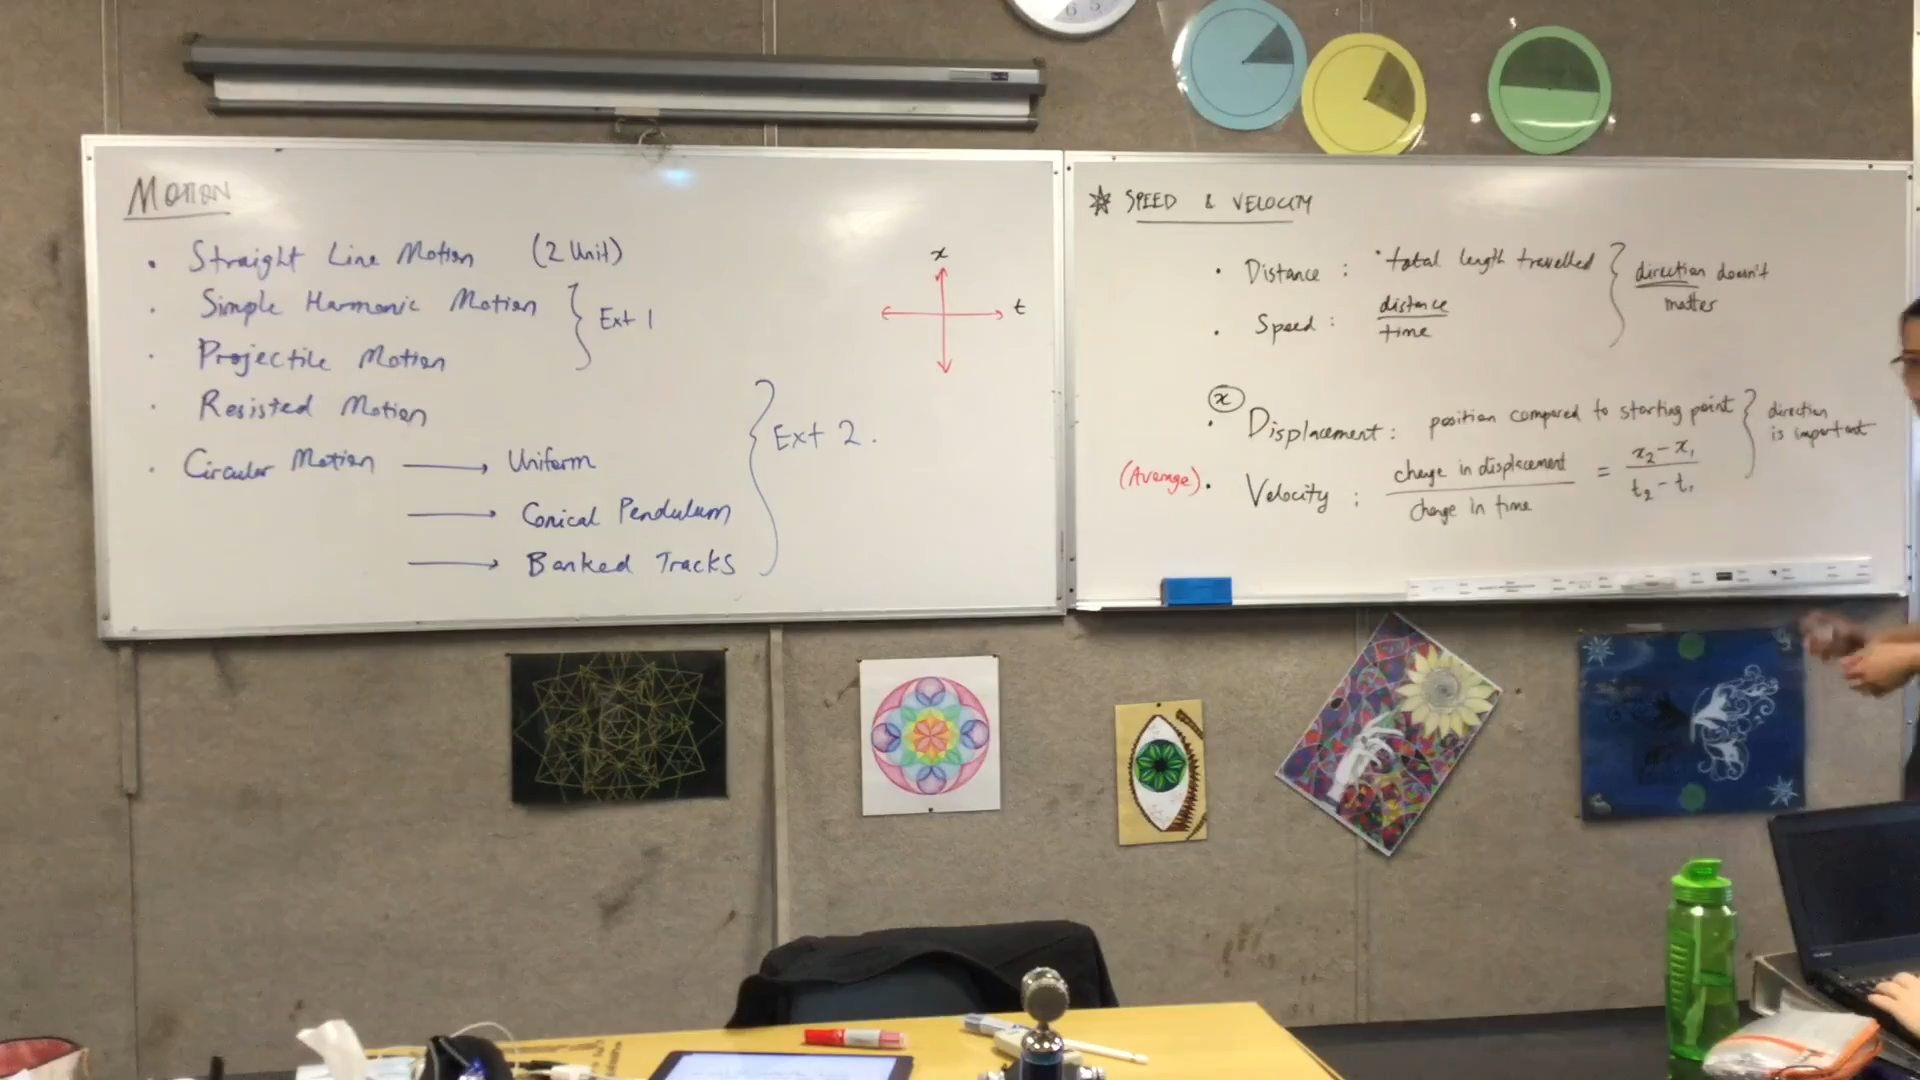 MOTION
• Straight Line Motion (2 Unit)
• Simple Harmonic Motion
• Projectile Motion
} Ext 1
• Resisted Motion
• Circular Motion → Uniform
→ Conical Pendulum
→ Banked Tracks
} Ext 2.
x
t
* SPEED & VELOCITY
• Distance : • total length travelled
• Speed : distance / time
} direction doesn't
matter
x
• Displacement : position compared to starting point
(Average) • Velocity : change in displacement / change in time = x₂ - x₁ / t₂ - t₁
} direction
is important
6 5